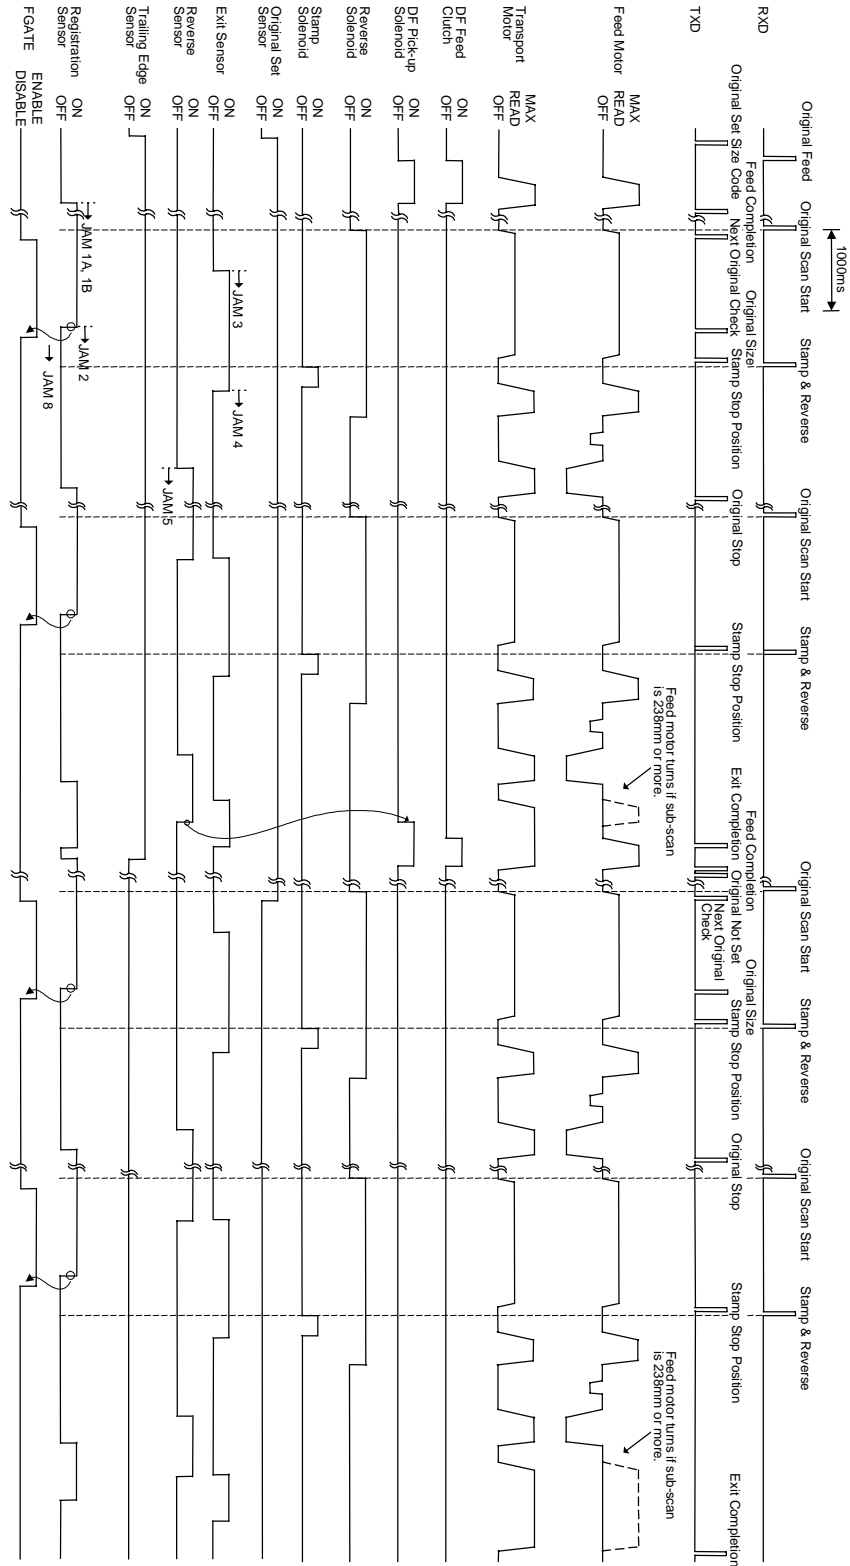 1000ms
Original Feed
Original Scan Start
Stamp & Reverse
Original Scan Start
Stamp & Reverse
Original Scan Start
Stamp & Reverse
Original Scan Start
Stamp & Reverse
RXD
TXD
Original Set
Size Code
Feed Completion
Next Original Check
Original Size
Stamp Stop Position
Original Stop
Stamp Stop Position
Exit Completion
Feed Completion
Original Not Set
Next Original
Check
Original Size
Stamp Stop Position
Original Stop
Stamp Stop Position
Exit Completion
Feed Motor
MAX
READ
OFF
Feed motor turns if sub-scan
is 238mm or more.
Feed motor turns if sub-scan
is 238mm or more.
Transport
Motor
MAX
READ
OFF
DF Feed
Clutch
ON
OFF
DF Pick-up
Solenoid
ON
OFF
Reverse
Solenoid
ON
OFF
Stamp
Solenoid
ON
OFF
Original Set
Sensor
ON
OFF
Exit Sensor
ON
OFF
JAM 3
JAM 4
Reverse
Sensor
ON
OFF
JAM 5
Trailing Edge
Sensor
ON
OFF
Registration
Sensor
ON
OFF
JAM 1A, 1B
JAM 2
JAM 8
FGATE
ENABLE
DISABLE